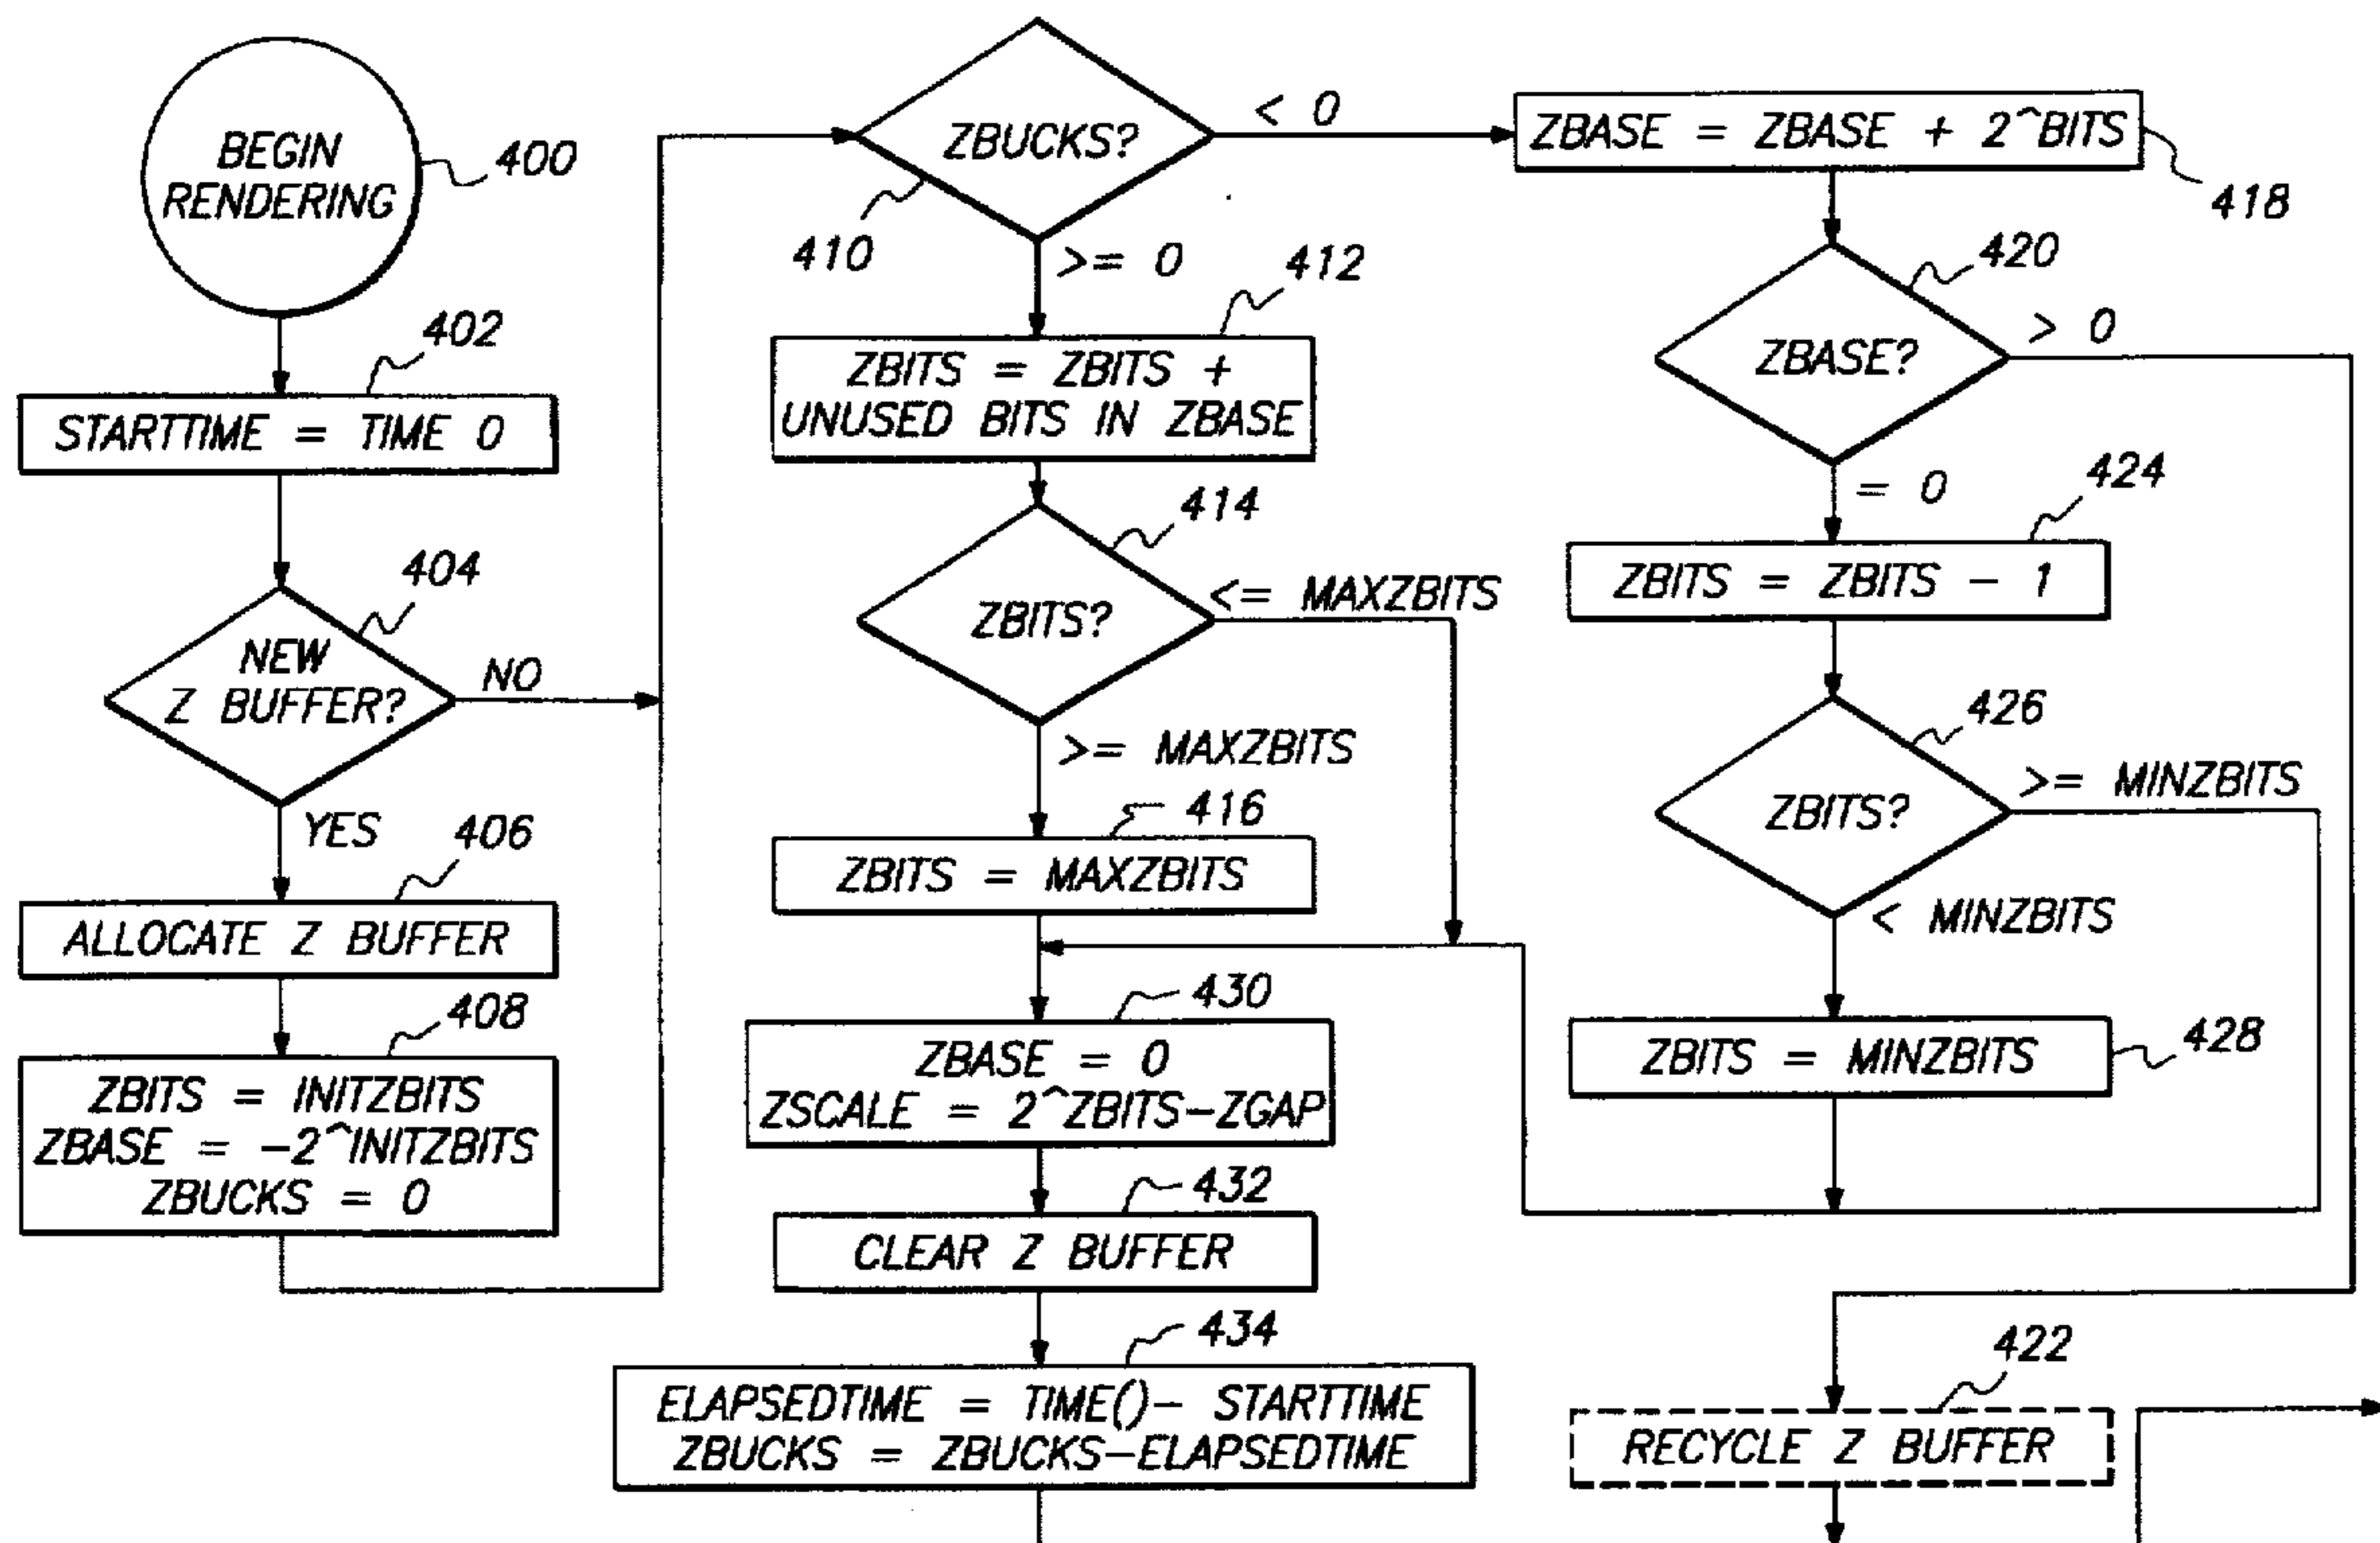 BEGIN
RENDERING
400
402
STARTTIME = TIME 0
404
NEW
Z BUFFER?
NO
YES
406
ALLOCATE Z BUFFER
408
ZBITS = INITZBITS
ZBASE = -2^INITZBITS
ZBUCKS = 0
ZBUCKS?
< 0
410
>= 0
412
ZBITS = ZBITS +
UNUSED BITS IN ZBASE
414
ZBITS?
<= MAXZBITS
>= MAXZBITS
416
ZBITS = MAXZBITS
430
ZBASE = 0
ZSCALE = 2^ZBITS-ZGAP
432
CLEAR Z BUFFER
434
ELAPSEDTIME = TIME()- STARTTIME
ZBUCKS = ZBUCKS-ELAPSEDTIME
ZBASE = ZBASE + 2^BITS
418
420
ZBASE?
> 0
= 0
424
ZBITS = ZBITS - 1
426
ZBITS?
>= MINZBITS
< MINZBITS
ZBITS = MINZBITS
428
422
RECYCLE Z BUFFER